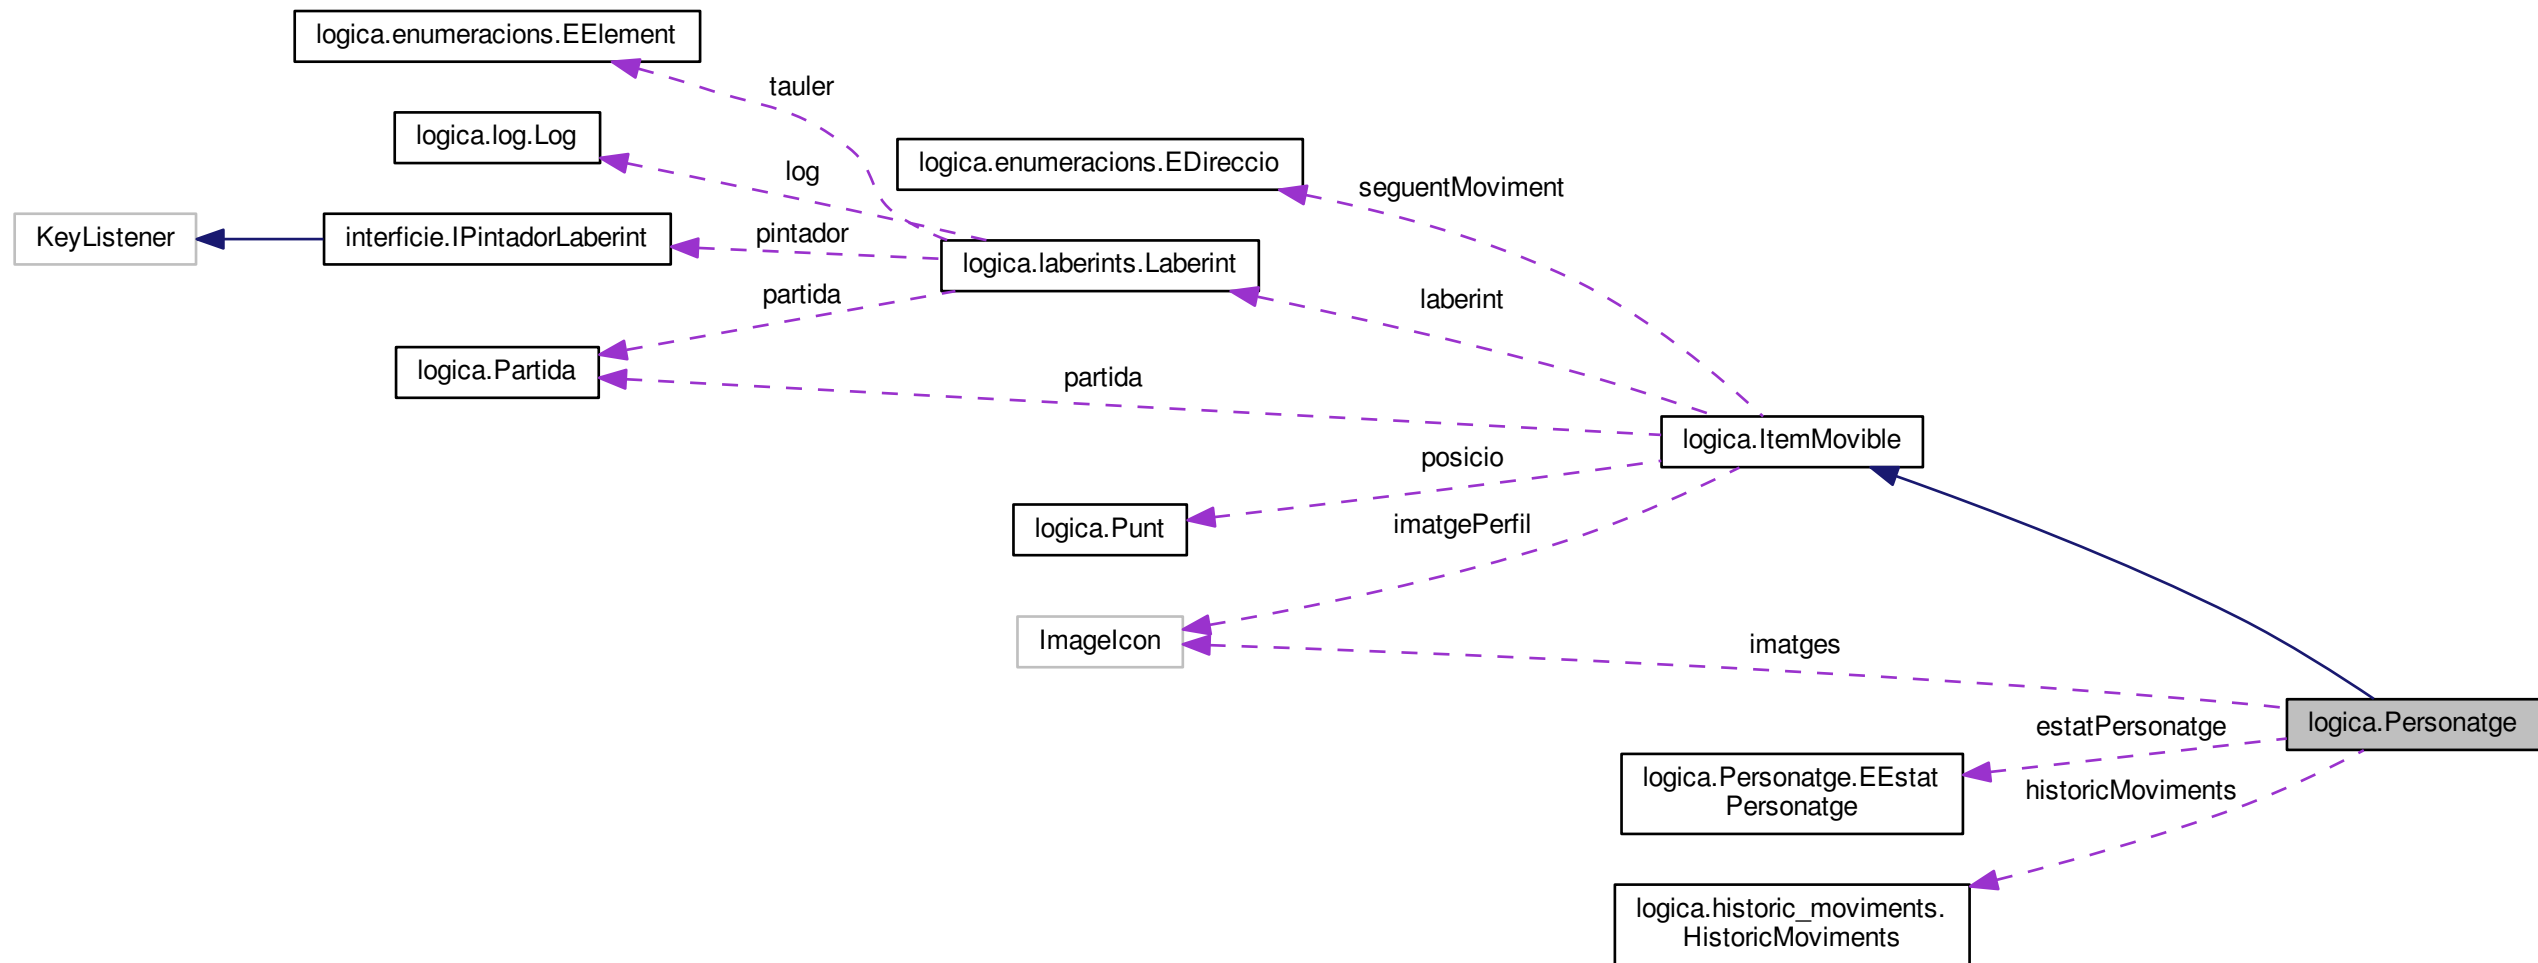 logica.enumeracions.EElement
tauler
logica.log.Log
logica.enumeracions.EDireccio
log
seguentMoviment
KeyListener
interficie.IPintadorLaberint
pintador
logica.laberints.Laberint
partida
laberint
logica.Partida
partida
logica.ItemMovible
posicio
logica.Punt
imatgePerfil
ImageIcon
imatges
logica.Personatge
estatPersonatge
logica.Personatge.EEstat
Personatge
historicMoviments
logica.historic_moviments.
HistoricMoviments